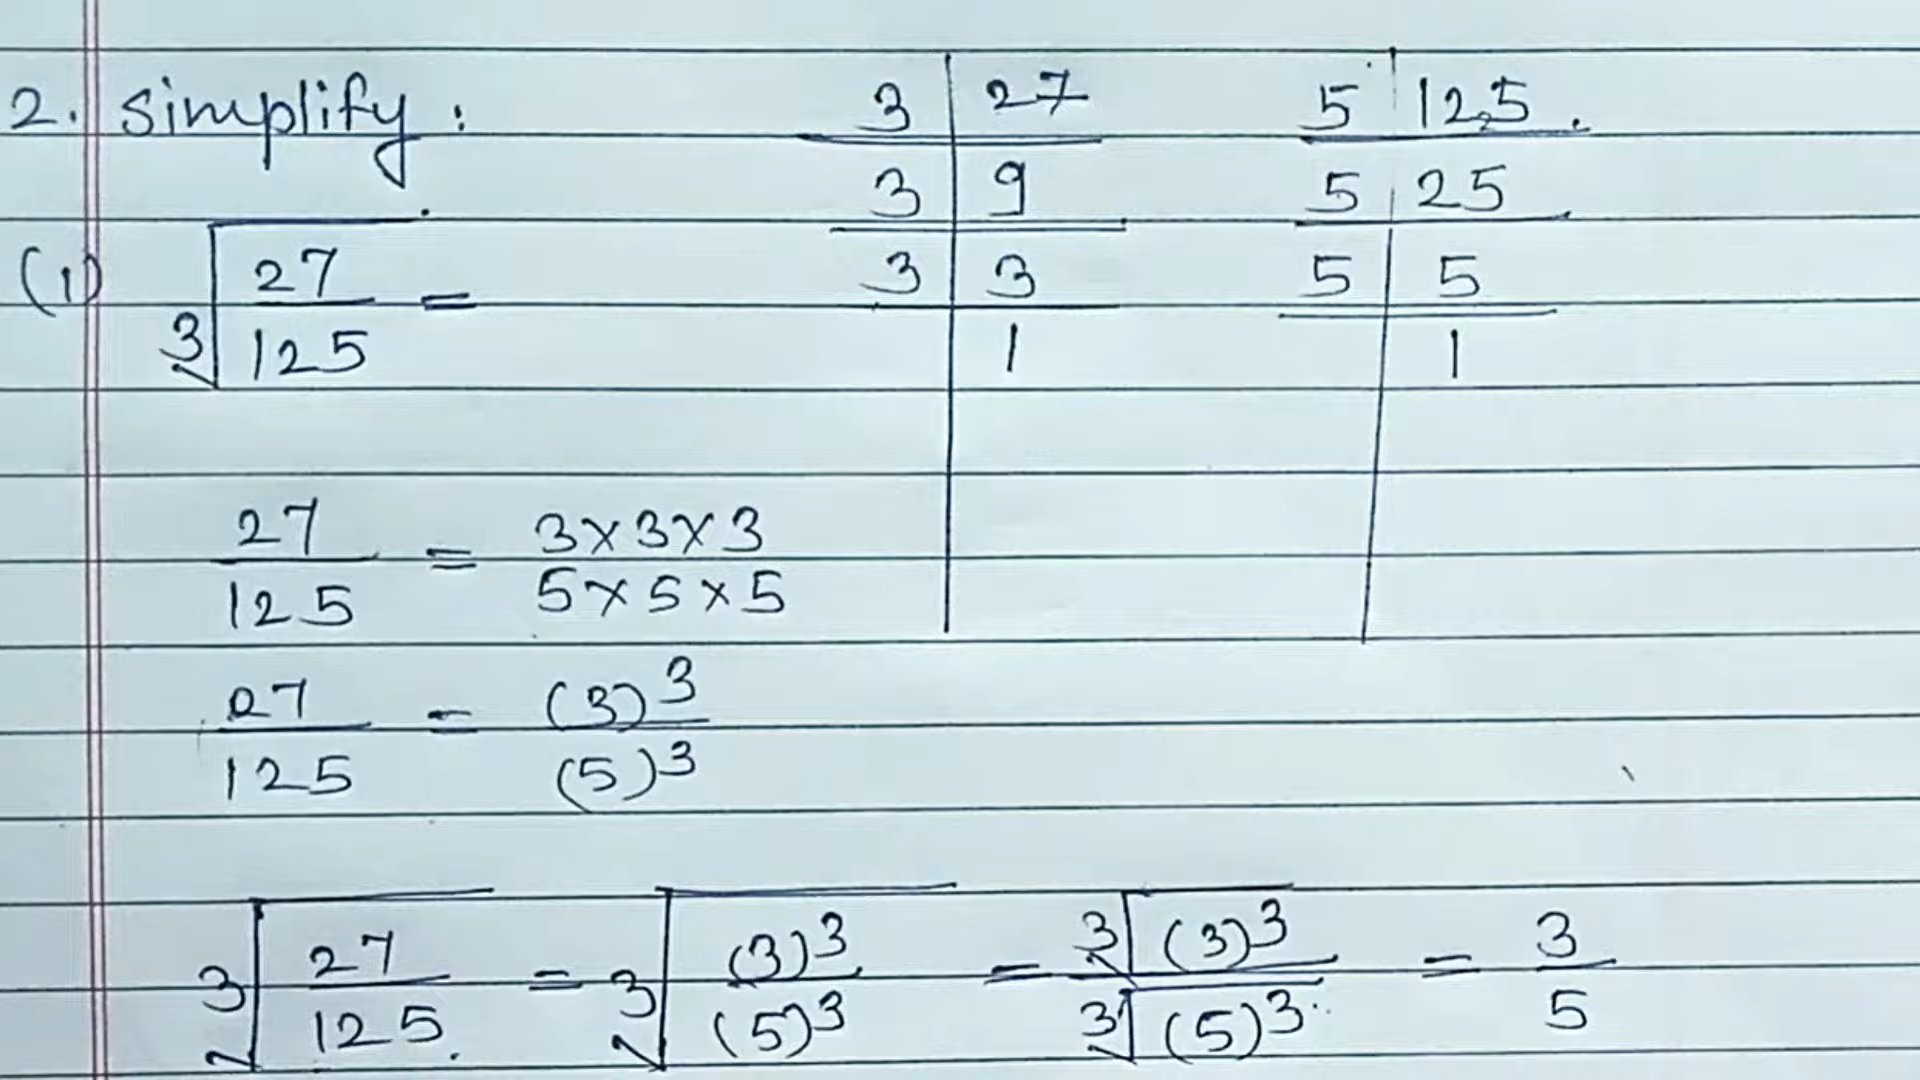 2. Simplify :
(1) ∛(27/125) =
3 | 27
3 | 9
3 | 3
1
5 | 125
5 | 25
5 | 5
1
27/125 = 3×3×3/5×5×5
27/125 = (3)³/(5)³
∛(27/125) = ∛((3)³/(5)³) = ∛(3)³/∛(5)³ = 3/5